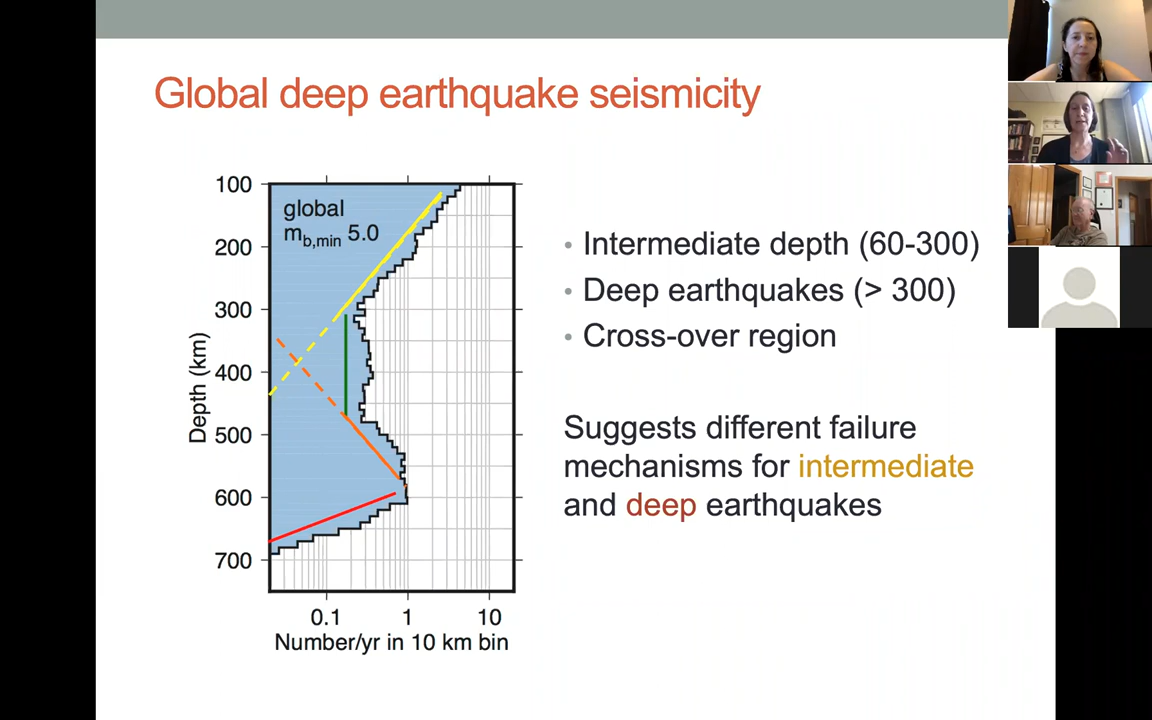 Global deep earthquake seismicity
100
200
300
400
500
600
700
Depth (km)
global
mb,min 5.0
0.1 1 10
Number/yr in 10 km bin
• Intermediate depth (60-300)
• Deep earthquakes (> 300)
• Cross-over region
Suggests different failure
mechanisms for intermediate
and deep earthquakes